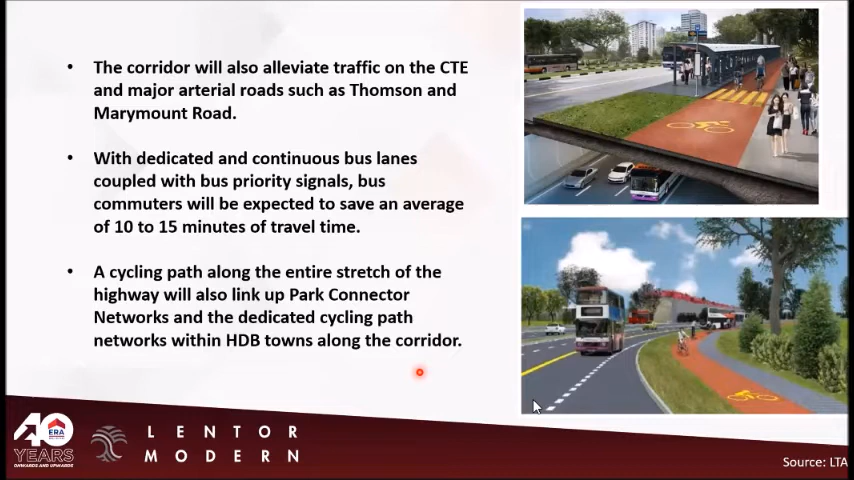 • The corridor will also alleviate traffic on the CTE
and major arterial roads such as Thomson and
Marymount Road.
• With dedicated and continuous bus lanes
coupled with bus priority signals, bus
commuters will be expected to save an average
of 10 to 15 minutes of travel time.
• A cycling path along the entire stretch of the
highway will also link up Park Connector
Networks and the dedicated cycling path
networks within HDB towns along the corridor.
40
ERA
YEARS
ONWARDS AND UPWARDS
LENTOR
MODERN
Source: LTA